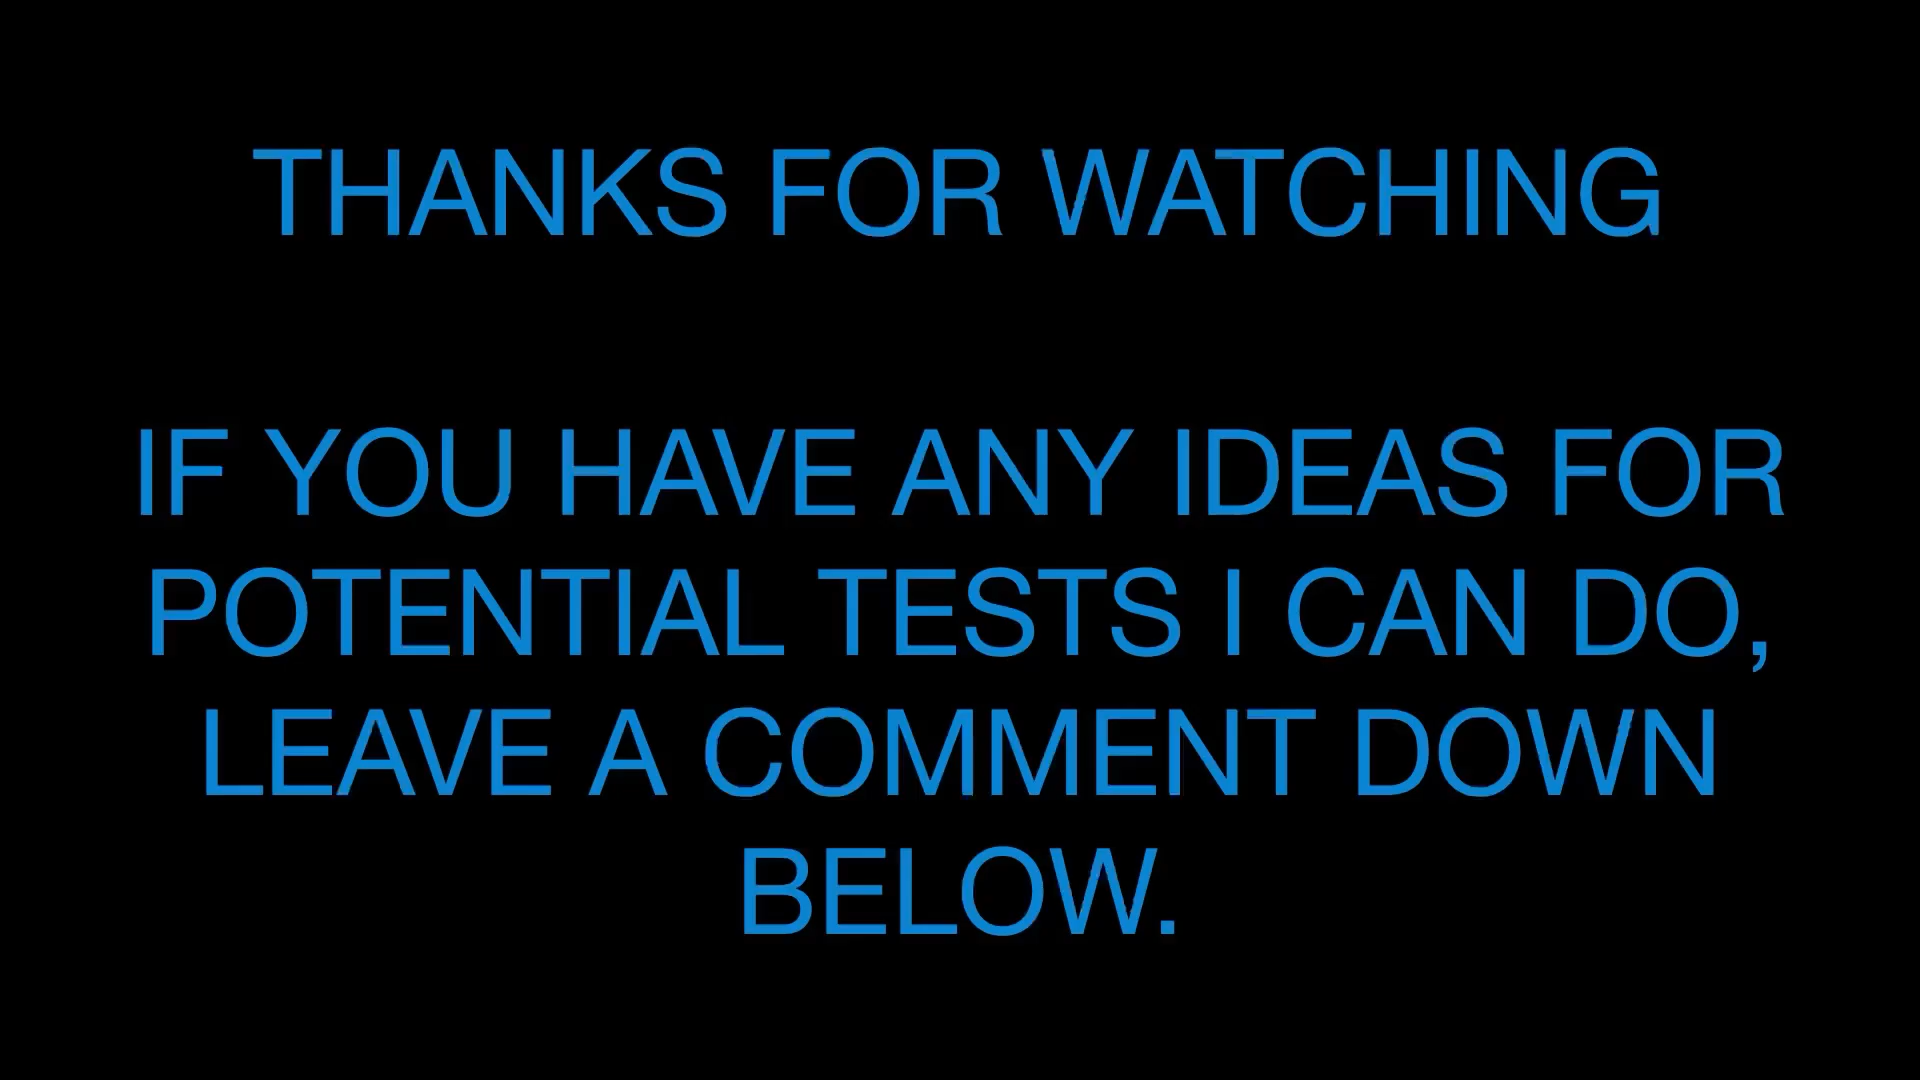 THANKS FOR WATCHING
IF YOU HAVE ANY IDEAS FOR
POTENTIAL TESTS I CAN DO,
LEAVE A COMMENT DOWN
BELOW.